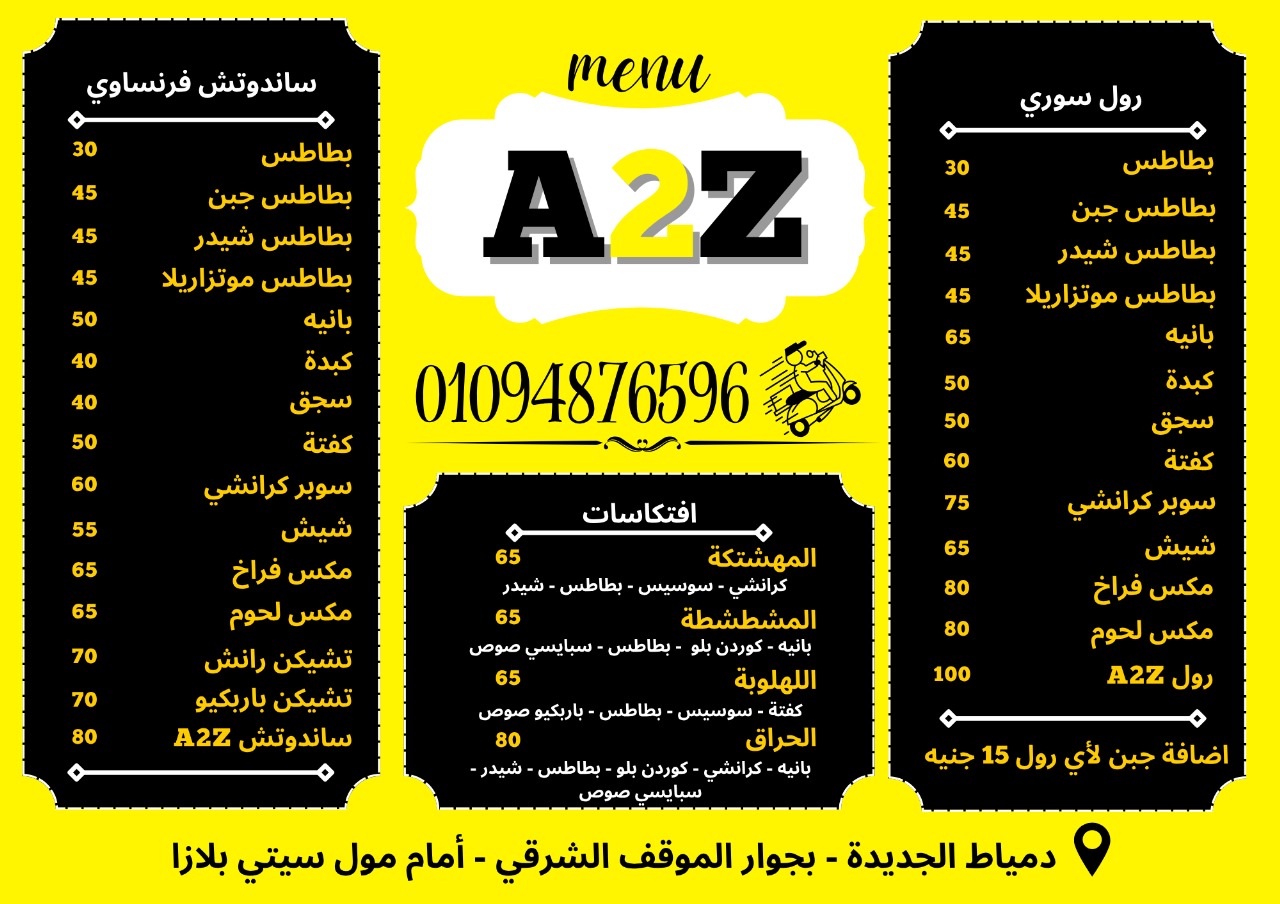 menu
A2Z
01094876596
رول سوري
بطاطس 30
بطاطس جبن 45
بطاطس شيدر 45
بطاطس موتزاريلا 45
بانيه 65
كبدة 50
سجق 50
كفتة 60
سوبر كرانشي 75
شيش 65
مكس فراخ 80
مكس لحوم 80
رول A2Z 100
اضافة جبن لأي رول 15 جنيه
افتكاسات
المهشتكة 65
كرانشي - سوسيس - بطاطس - شيدر
المشطشطة 65
بانيه - كوردن بلو - بطاطس - سبايسي صوص
اللهلوبة 65
كفتة - سوسيس - بطاطس - باربكيو صوص
الحراق 80
بانيه - كرانشي - كوردن بلو - بطاطس - شيدر -
سبايسي صوص
ساندوتش فرنساوي
بطاطس 30
بطاطس جبن 45
بطاطس شيدر 45
بطاطس موتزاريلا 45
بانيه 50
كبدة 40
سجق 40
كفتة 50
سوبر كرانشي 60
شيش 55
مكس فراخ 65
مكس لحوم 65
تشيكن رانش 70
تشيكن باربكيو 70
ساندوتش A2Z 80
دمياط الجديدة - بجوار الموقف الشرقي - أمام مول سيتي بلازا